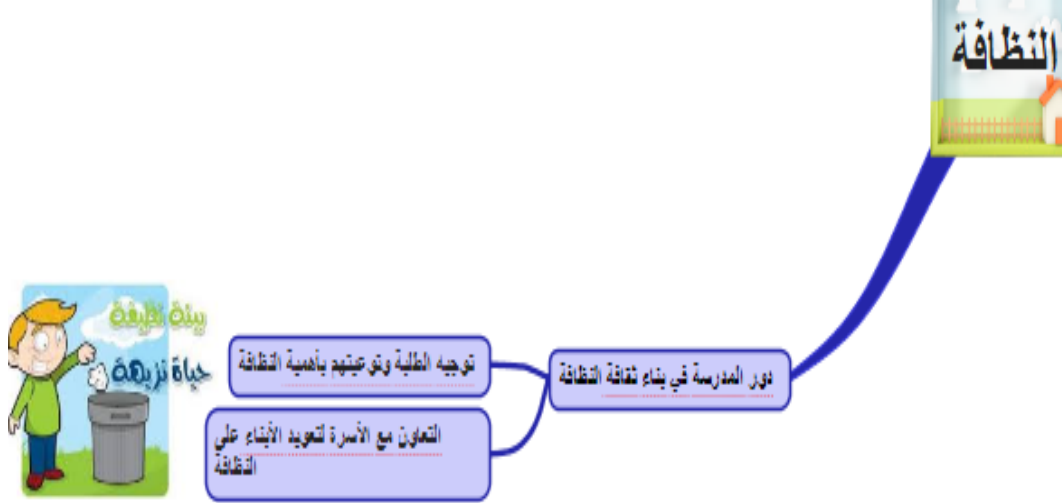 النظافة
دور المدرسة في بناء ثقافة النظافة
توجيه الطلبة وتوعيتهم بأهمية النظافة
التعاون مع الأسرة لتعويد الأبناء على
النظافة
بيئة نظيفة
حياة نزيهة